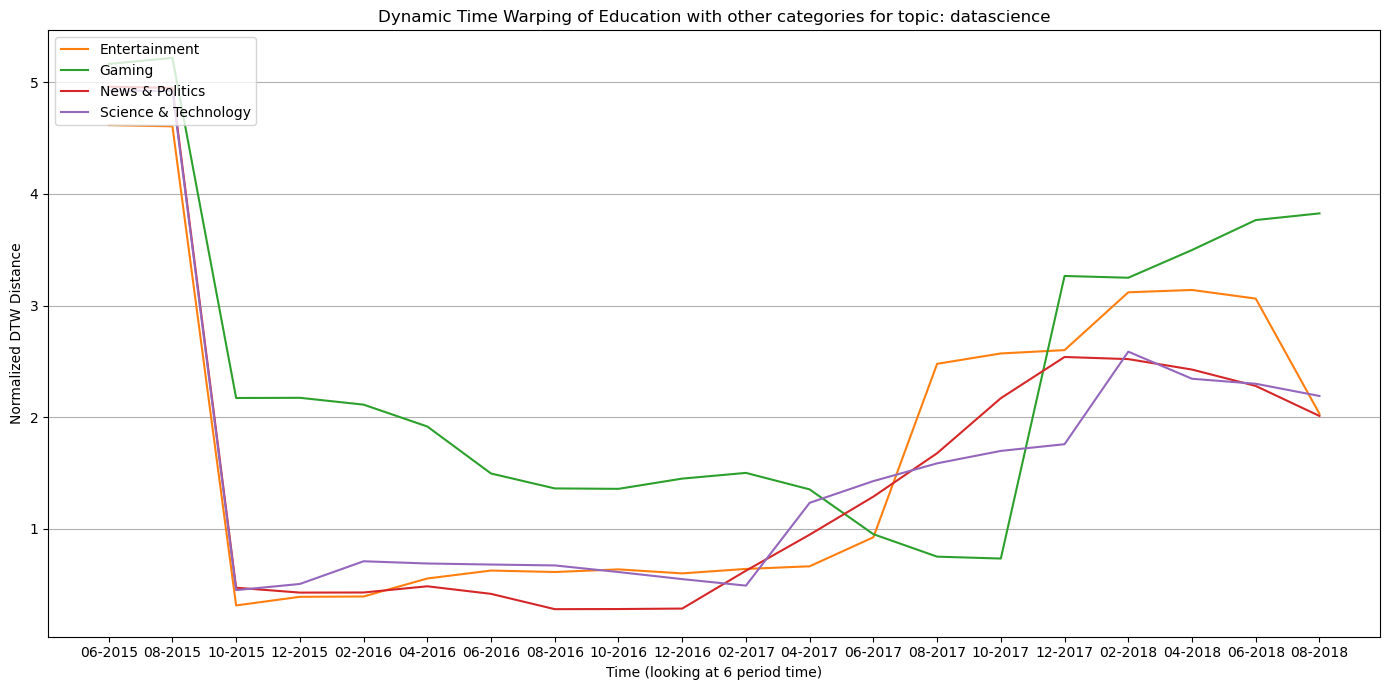 Dynamic Time Warping of Education with other categories for topic: datascience
Entertainment
Gaming
News & Politics
Science & Technology
Normalized DTW Distance
5
4
3
2
1
06-2015 08-2015 10-2015 12-2015 02-2016 04-2016 06-2016 08-2016 10-2016 12-2016 02-2017 04-2017 06-2017 08-2017 10-2017 12-2017 02-2018 04-2018 06-2018 08-2018
Time (looking at 6 period time)